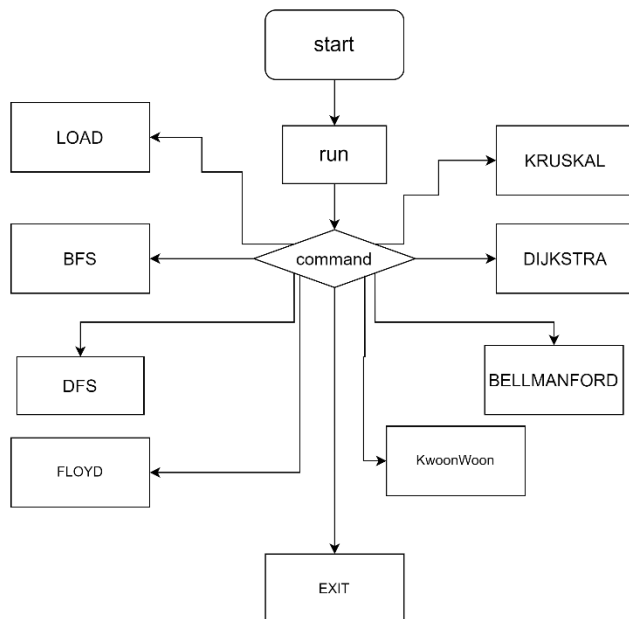 start
LOAD
run
KRUSKAL
BFS
command
DIJKSTRA
DFS
BELLMANFORD
FLOYD
KwoonWoon
EXIT